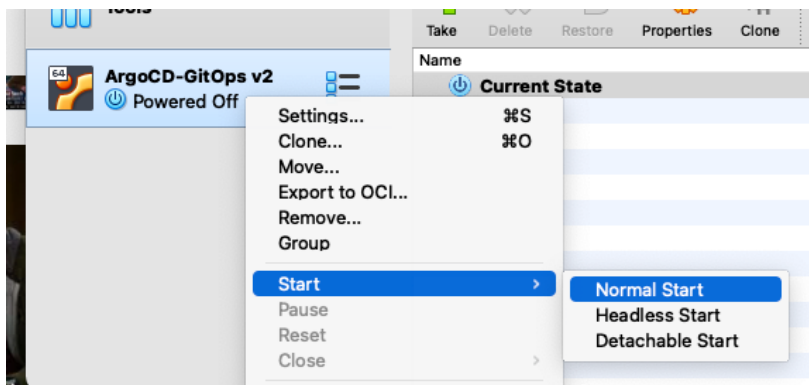 Tools
Take Delete Restore Properties Clone
Name
64
ArgoCD-GitOps v2
Powered Off
Current State
Settings... ⌘S
Clone... ⌘O
Move...
Export to OCI...
Remove...
Group
Start >
Normal Start
Pause
Headless Start
Reset
Detachable Start
Close >